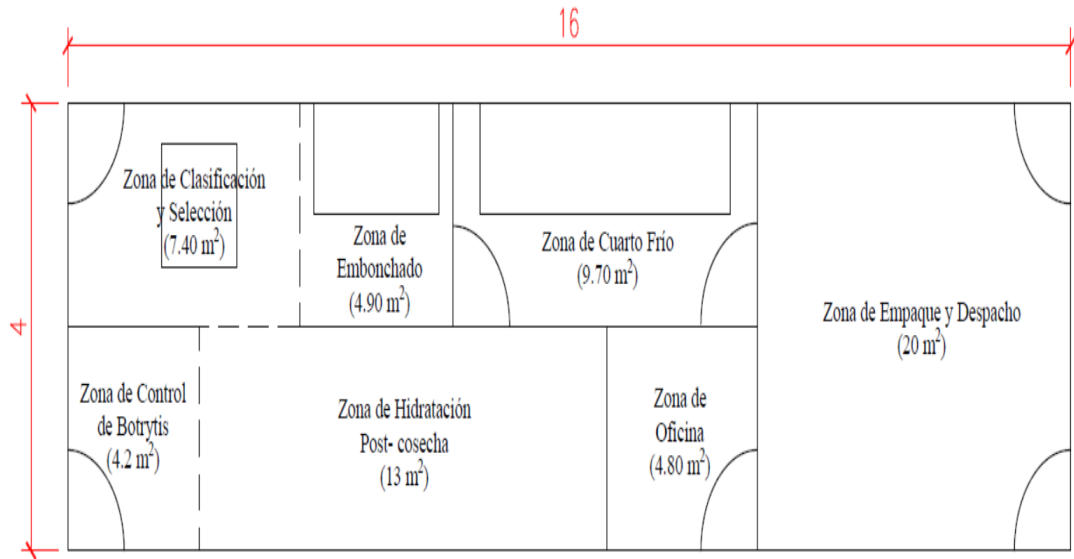 16
4
Zona de Clasificación
y Selección
(7.40 m²)
Zona de
Embonchado
(4.90 m²)
Zona de Cuarto Frío
(9.70 m²)
Zona de Empaque y Despacho
(20 m²)
Zona de Control
de Botrytis
(4.2 m²)
Zona de Hidratación
Post- cosecha
(13 m²)
Zona de
Oficina
(4.80 m²)